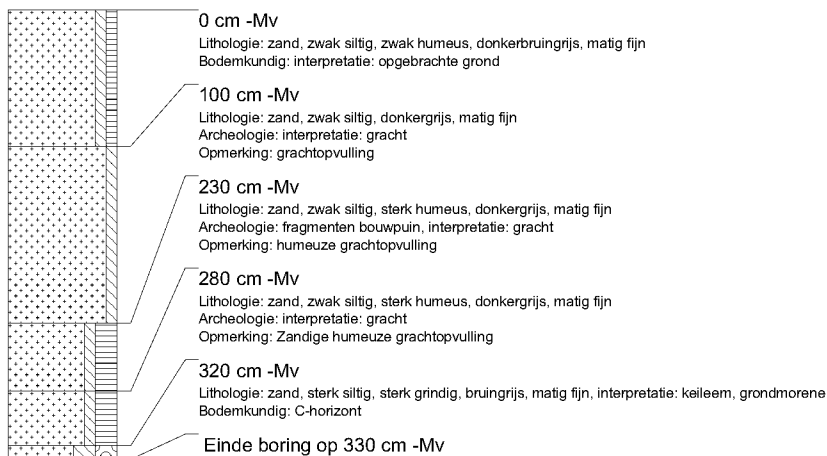 0 cm -Mv
Lithologie: zand, zwak siltig, zwak humeus, donkerbruingrijs, matig fijn
Bodemkundig: interpretatie: opgebrachte grond
100 cm -Mv
Lithologie: zand, zwak siltig, donkergrijs, matig fijn
Archeologie: interpretatie: gracht
Opmerking: grachtopvulling
230 cm -Mv
Lithologie: zand, zwak siltig, sterk humeus, donkergrijs, matig fijn
Archeologie: fragmenten bouwpuin, interpretatie: gracht
Opmerking: humeuze grachtopvulling
280 cm -Mv
Lithologie: zand, zwak siltig, sterk humeus, donkergrijs, matig fijn
Archeologie: interpretatie: gracht
Opmerking: Zandige humeuze grachtopvulling
320 cm -Mv
Lithologie: zand, sterk siltig, sterk grindig, bruingrijs, matig fijn, interpretatie: keileem, grondmorene
Bodemkundig: C-horizont
Einde boring op 330 cm -Mv